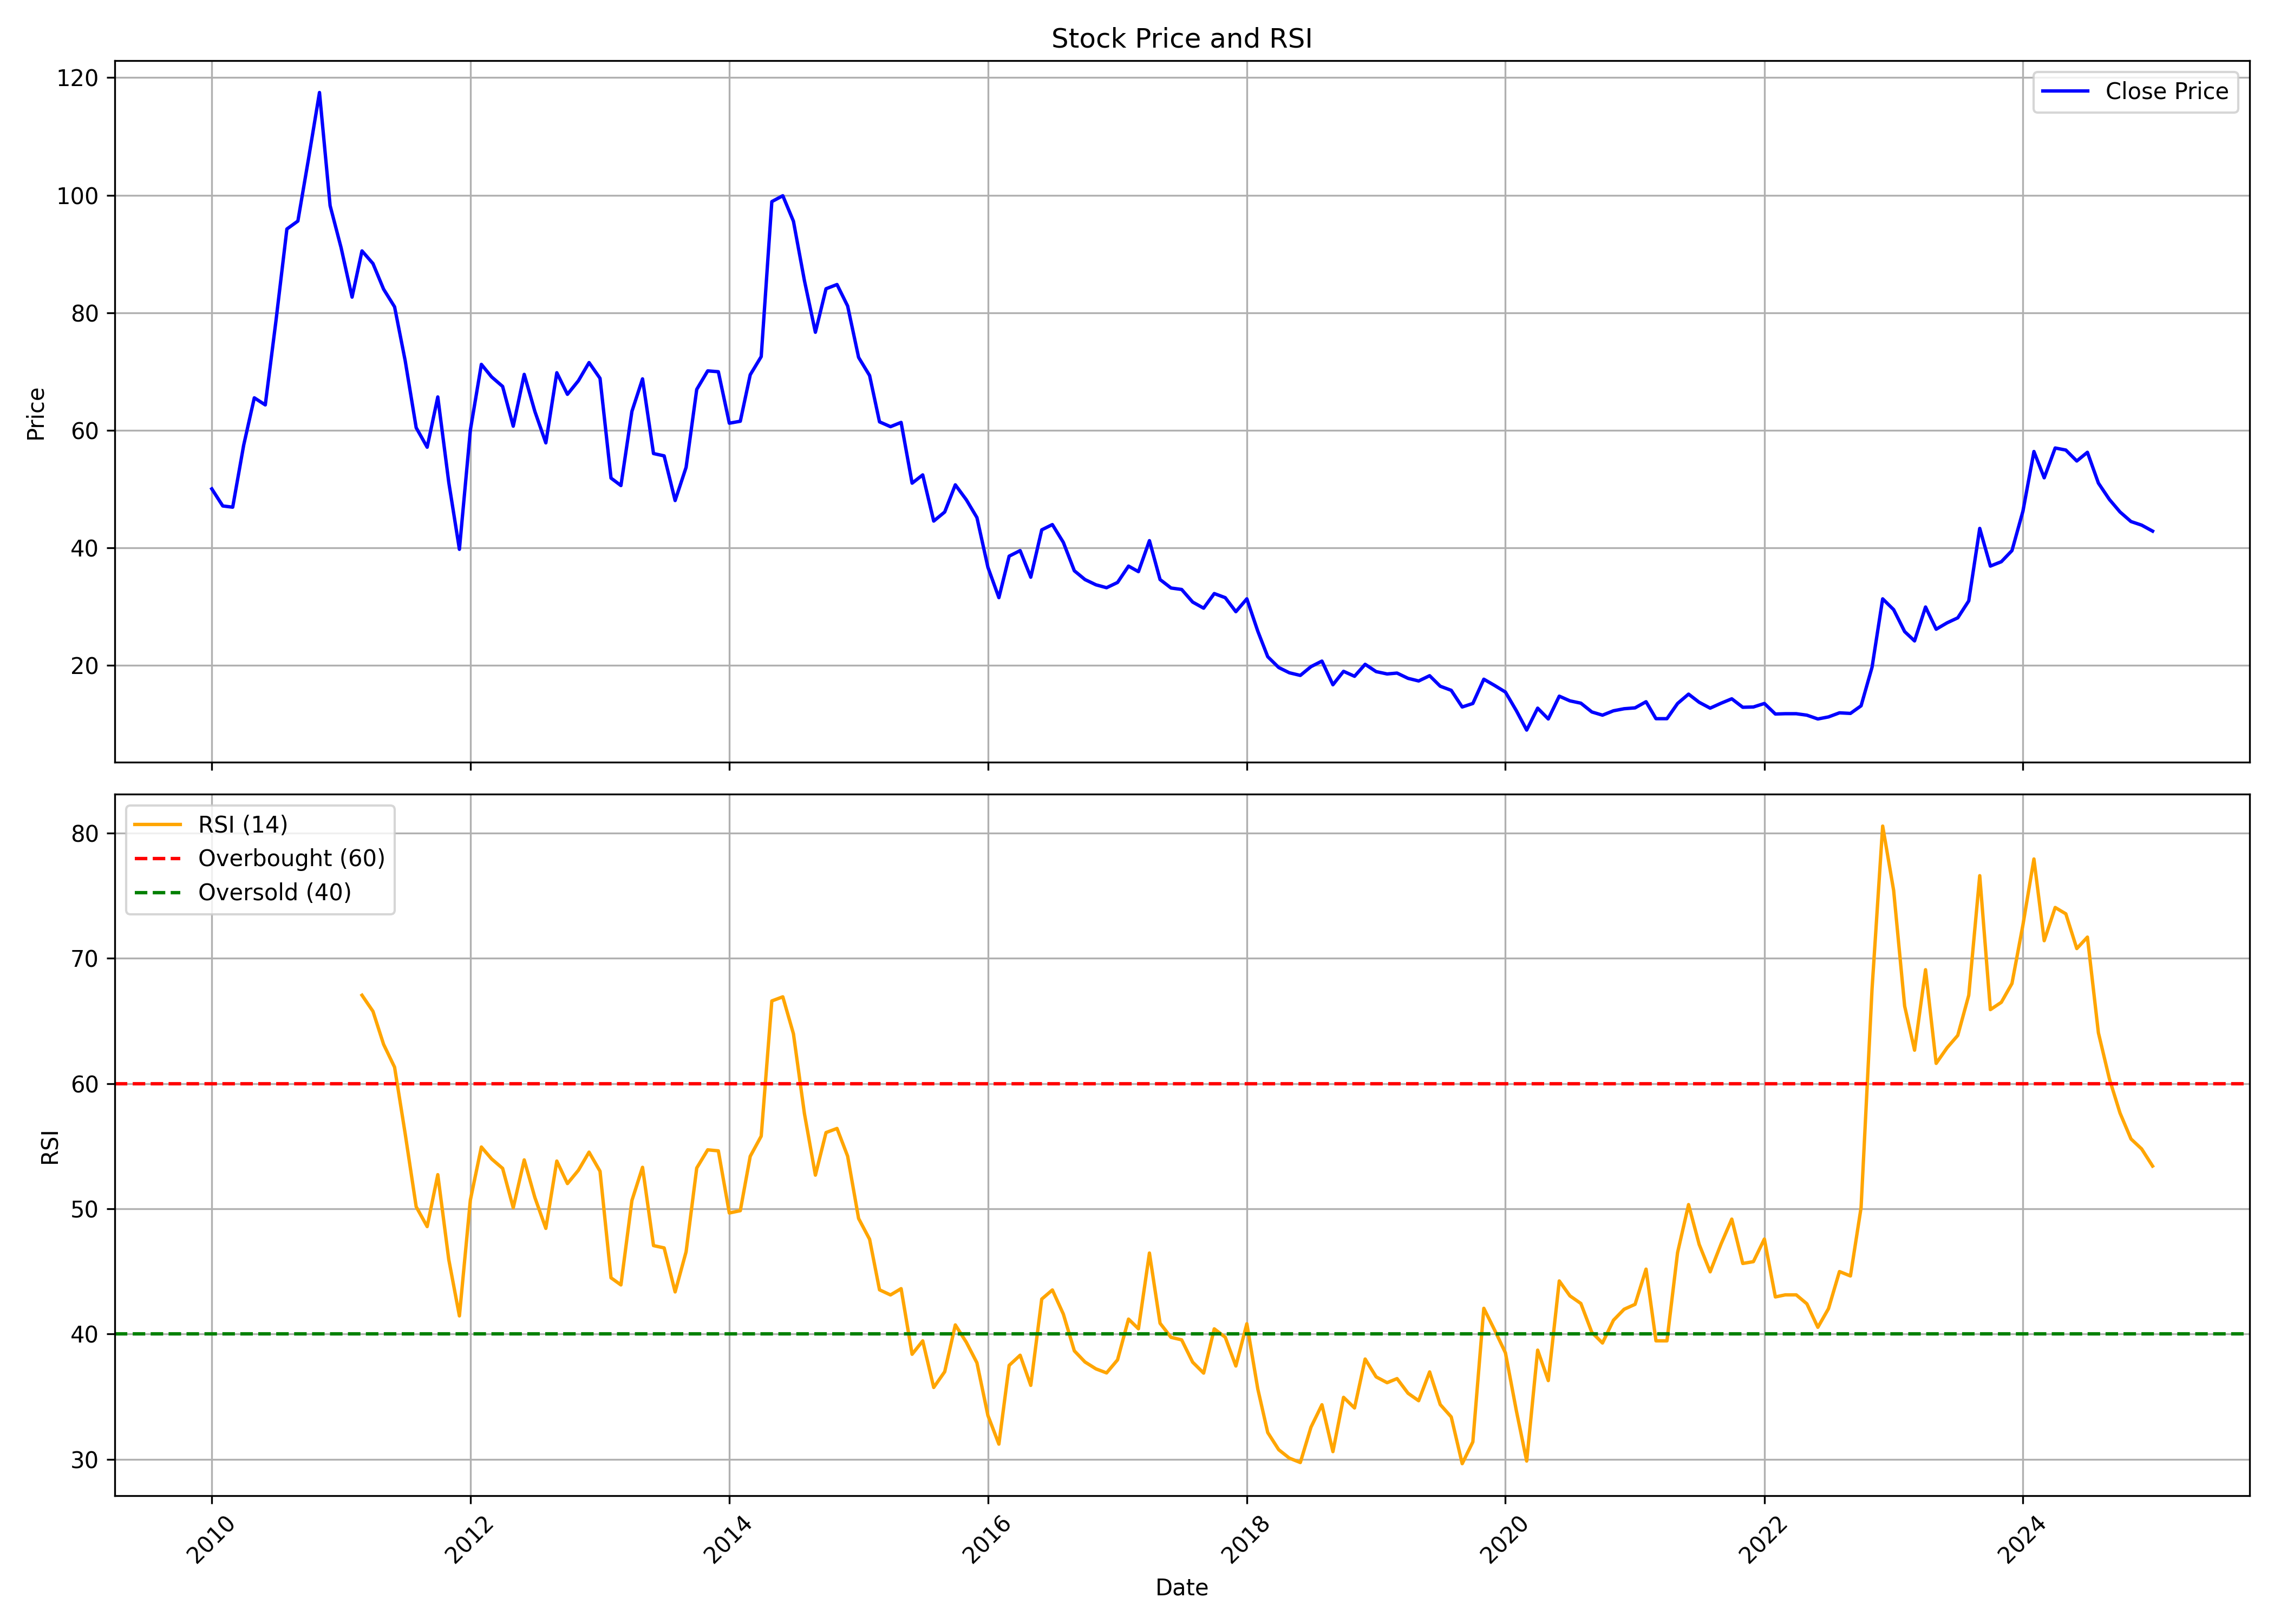 Stock Price and RSI
120
100
80
60
40
20
Price
Close Price
80
70
60
50
40
30
RSI
RSI (14)
Overbought (60)
Oversold (40)
2010
2012
2014
2016
2018
2020
2022
2024
Date